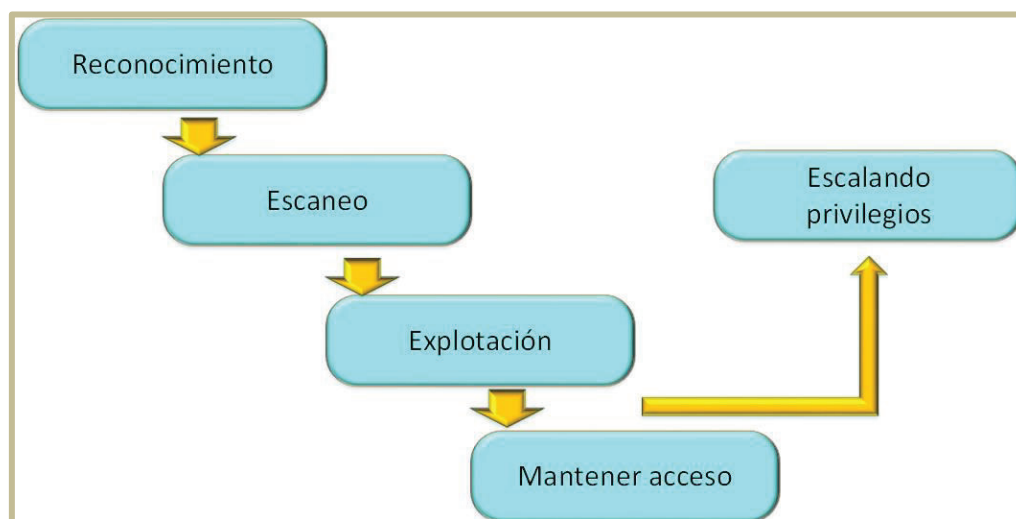 Reconocimiento
Escaneo
Escalando
privilegios
Explotación
Mantener acceso